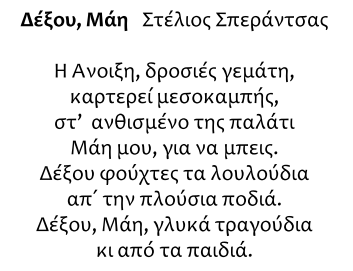 Δέξου, Μάη Στέλιος Σπεράντσας
Η Ανοιξη, δροσιές γεμάτη,
καρτερεί μεσοκαμπής,
στ’ ανθισμένο της παλάτι
Μάη μου, για να μπεις.
Δέξου φούχτες τα λουλούδια
απ΄ την πλούσια ποδιά.
Δέξου, Μάη, γλυκά τραγούδια
κι από τα παιδιά.